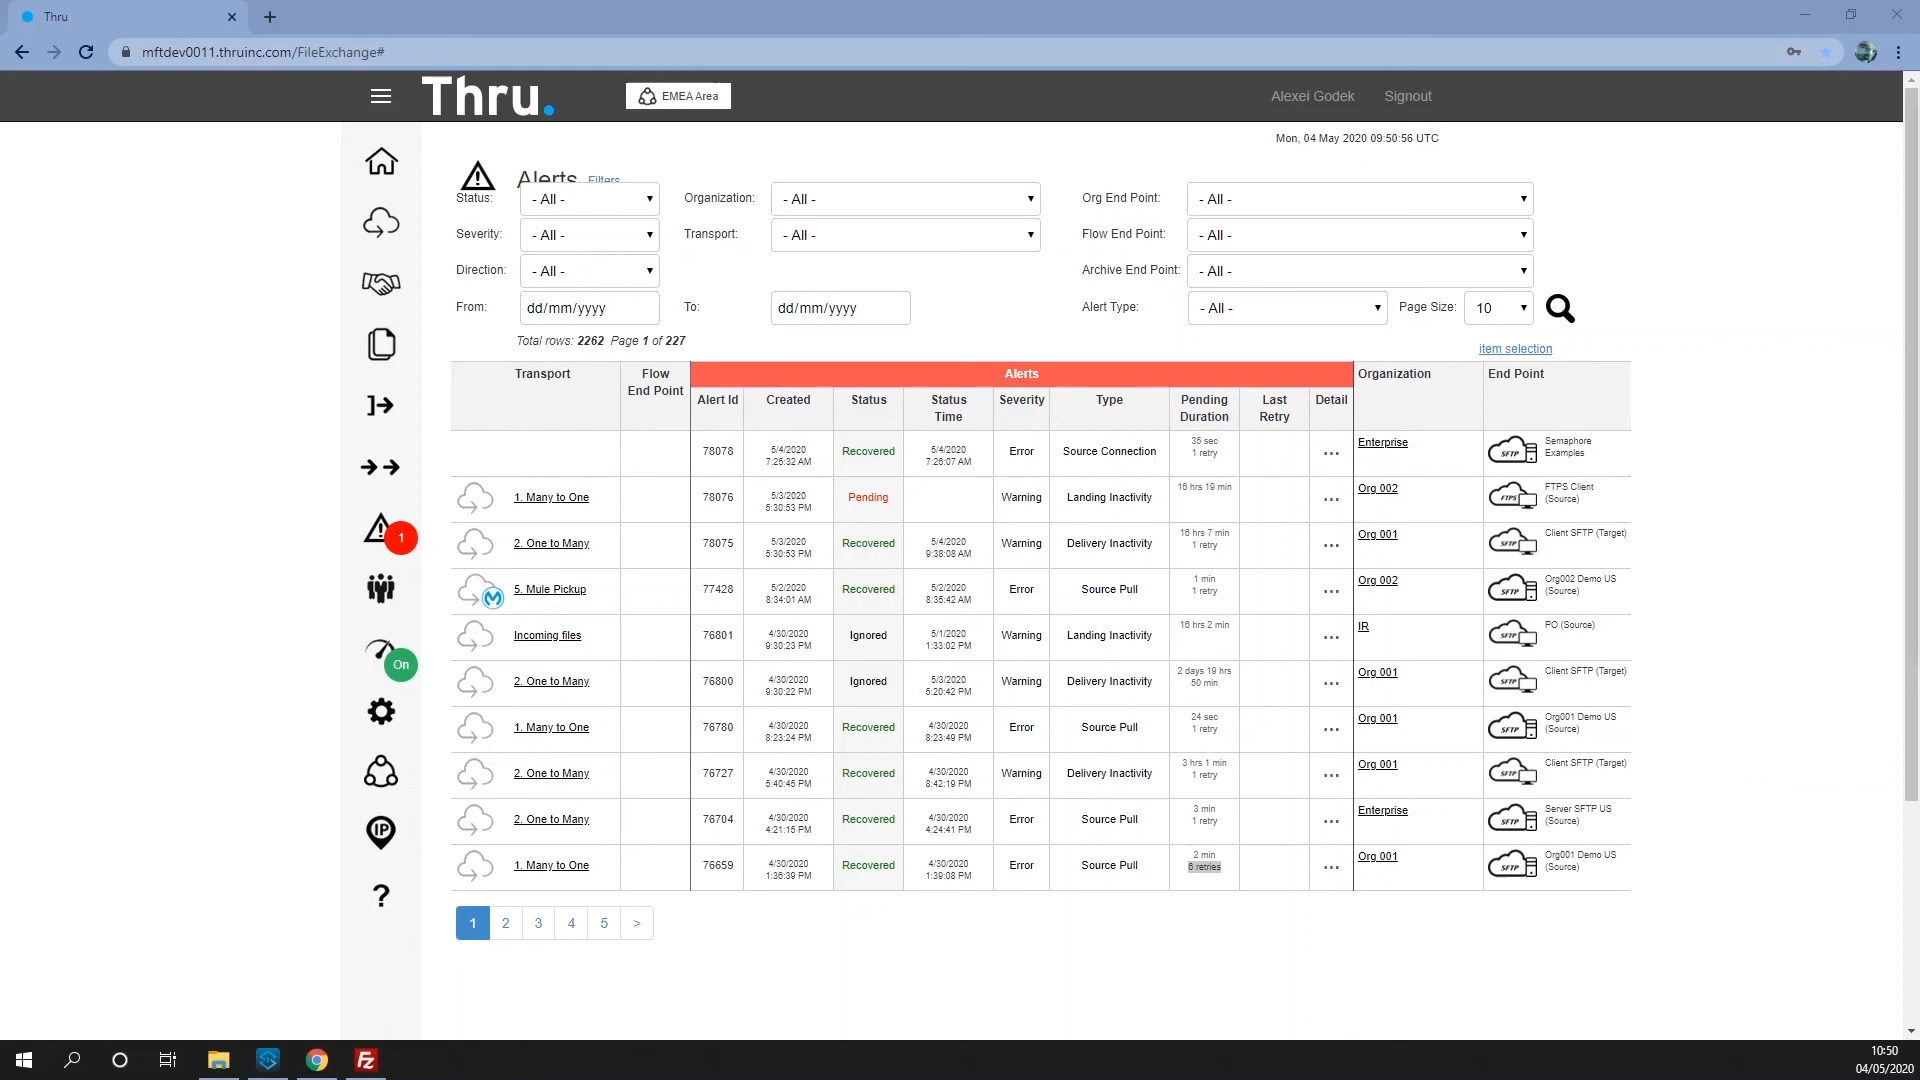 Thru
mftdev0011.thruinc.com/FileExchange#
Thru.
EMEA Area
Alexei Godek
Signout
Mon, 04 May 2020 09:50:56 UTC
Alerts Filters
Status: - All - Organization: - All - Org End Point: - All -
Severity: - All - Transport: - All - Flow End Point: - All -
Direction: - All - Archive End Point: - All -
From: dd/mm/yyyy To: dd/mm/yyyy Alert Type: - All - Page Size: 10
Total rows: 2262 Page 1 of 227
item selection
Transport Flow End Point Alerts Organization End Point
Alert Id Created Status Status Time Severity Type Pending Duration Last Retry Detail
78078 5/4/2020 7:25:32 AM Recovered 5/4/2020 7:26:07 AM Error Source Connection 35 sec 1 retry ... Enterprise SFTP Semaphore Examples
1. Many to One 78076 5/3/2020 5:30:53 PM Pending Warning Landing Inactivity 16 hrs 19 min ... Org 002 FTPS FTPS Client (Source)
2. One to Many 78075 5/3/2020 5:30:53 PM Recovered 5/4/2020 9:38:08 AM Warning Delivery Inactivity 16 hrs 7 min 1 retry ... Org 001 SFTP Client SFTP (Target)
5. Mule Pickup 77428 5/2/2020 8:34:01 AM Recovered 5/2/2020 8:35:42 AM Error Source Pull 1 min 1 retry ... Org 002 SFTP Org002 Demo US (Source)
Incoming files 76801 4/30/2020 9:30:23 PM Ignored 5/1/2020 1:33:02 PM Warning Landing Inactivity 16 hrs 2 min ... IR SFTP PO (Source)
2. One to Many 76800 4/30/2020 9:30:22 PM Ignored 5/3/2020 5:20:42 PM Warning Delivery Inactivity 2 days 19 hrs 50 min ... Org 001 SFTP Client SFTP (Target)
1. Many to One 76780 4/30/2020 8:23:24 PM Recovered 4/30/2020 8:23:49 PM Error Source Pull 24 sec 1 retry ... Org 001 SFTP Org001 Demo US (Source)
2. One to Many 76727 4/30/2020 5:40:45 PM Recovered 4/30/2020 8:42:19 PM Warning Delivery Inactivity 3 hrs 1 min 1 retry ... Org 001 SFTP Client SFTP (Target)
2. One to Many 76704 4/30/2020 4:21:15 PM Recovered 4/30/2020 4:24:41 PM Error Source Pull 3 min 1 retry ... Enterprise SFTP Server SFTP US (Source)
1. Many to One 76659 4/30/2020 1:36:39 PM Recovered 4/30/2020 1:39:08 PM Error Source Pull 2 min 6 retries ... Org 001 SFTP Org001 Demo US (Source)
1 2 3 4 5 >
1
On
IP
?
Fz
10:50
04/05/2020